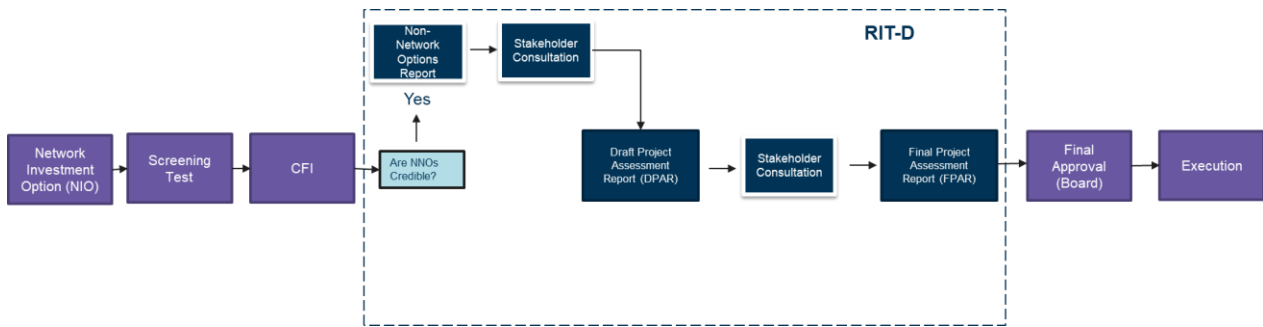 RIT-D
Non-
Network
Options
Report
Stakeholder
Consultation
Yes
Network
Investment
Option (NIO)
Screening
Test
CFI
Are NNOs
Credible?
Draft Project
Assessment
Report (DPAR)
Stakeholder
Consultation
Final Project
Assessment
Report (FPAR)
Final
Approval
(Board)
Execution